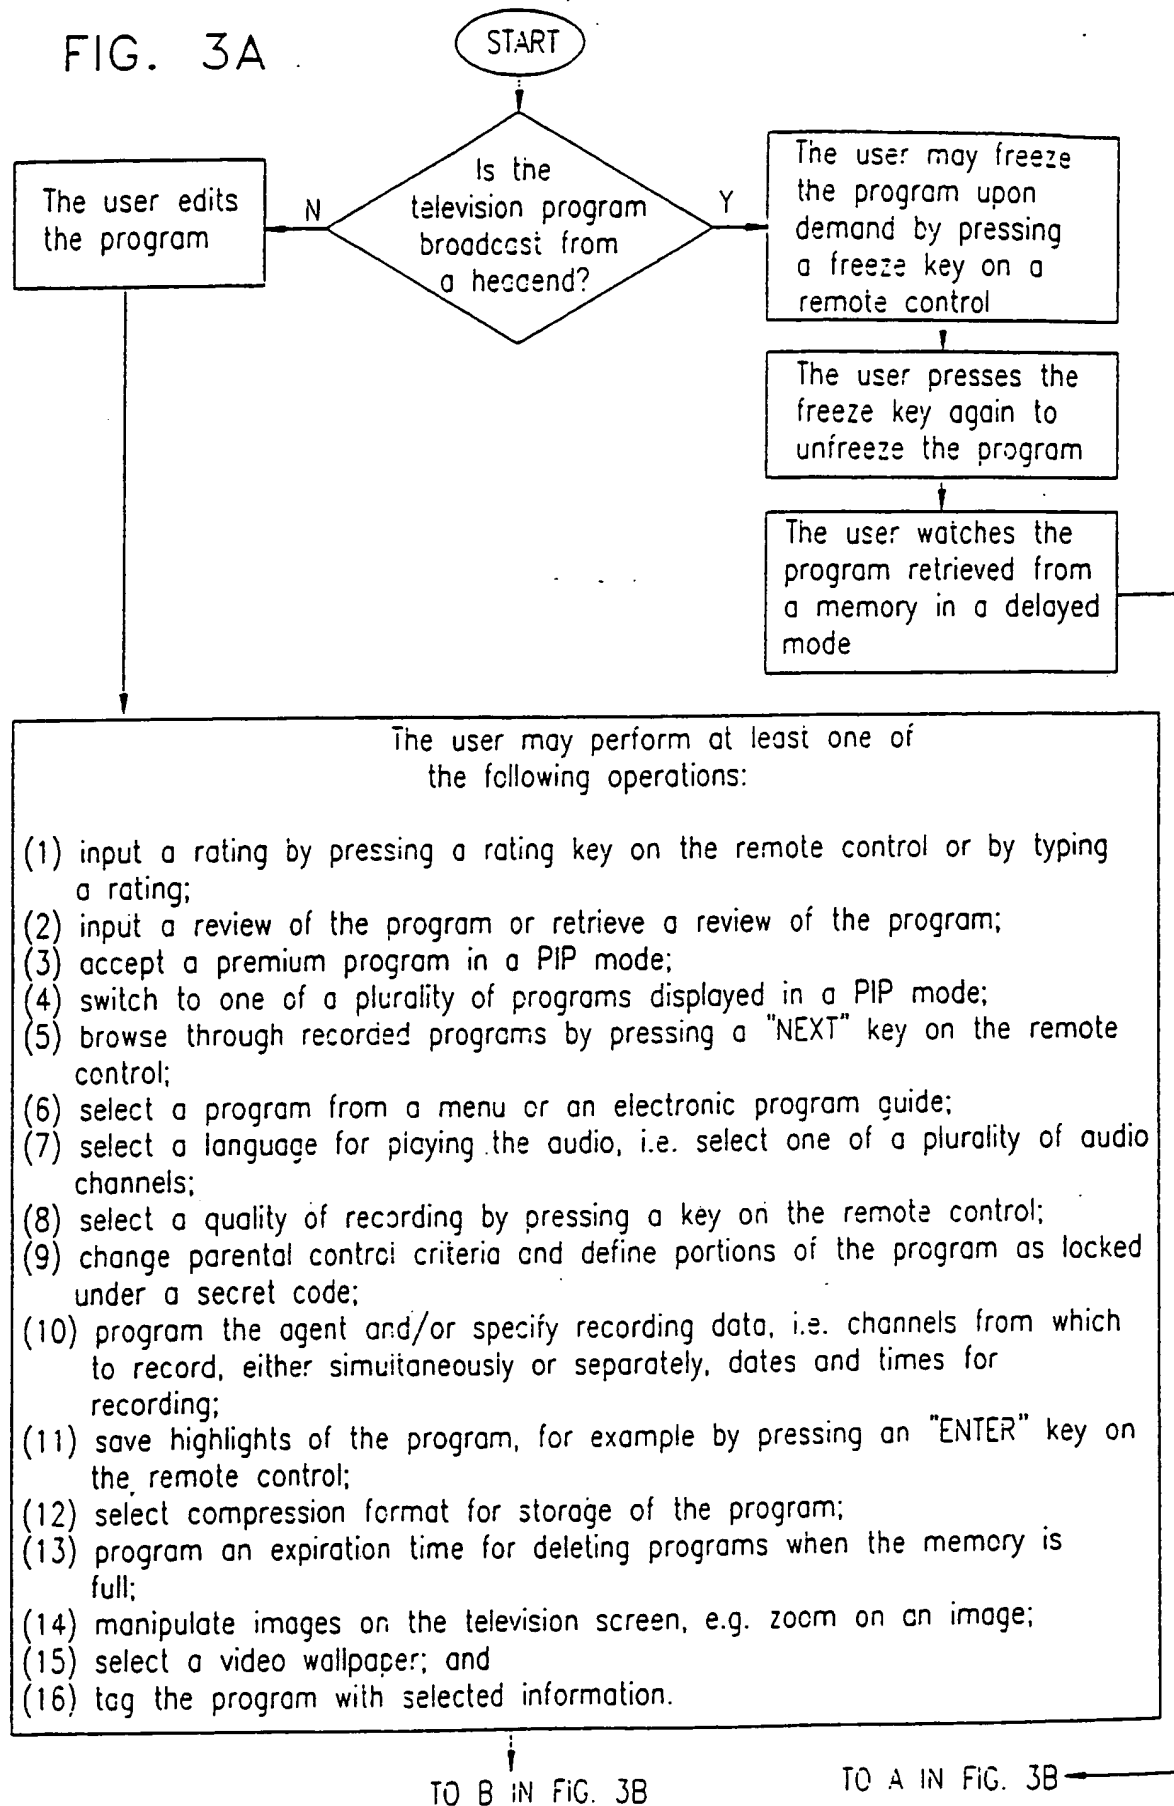 FIG. 3A
START
Is the
television program
broadcast from
a headend?
N
Y
The user edits
the program
The user may freeze
the program upon
demand by pressing
a freeze key on a
remote control
The user presses the
freeze key again to
unfreeze the program
The user watches the
program retrieved from
a memory in a delayed
mode
The user may perform at least one of
the following operations:
(1) input a rating by pressing a rating key on the remote control or by typing
a rating;
(2) input a review of the program or retrieve a review of the program;
(3) accept a premium program in a PIP mode;
(4) switch to one of a plurality of programs displayed in a PIP mode;
(5) browse through recorded programs by pressing a "NEXT" key on the remote
control;
(6) select a program from a menu or an electronic program guide;
(7) select a language for playing the audio, i.e. select one of a plurality of audio
channels;
(8) select a quality of recording by pressing a key on the remote control;
(9) change parental control criteria and define portions of the program as locked
under a secret code;
(10) program the agent and/or specify recording data, i.e. channels from which
to record, either simultaneously or separately, dates and times for
recording;
(11) save highlights of the program, for example by pressing an "ENTER" key on
the remote control;
(12) select compression format for storage of the program;
(13) program an expiration time for deleting programs when the memory is
full;
(14) manipulate images on the television screen, e.g. zoom on an image;
(15) select a video wallpaper; and
(16) tag the program with selected information.
TO B IN FIG. 3B
TO A IN FIG. 3B